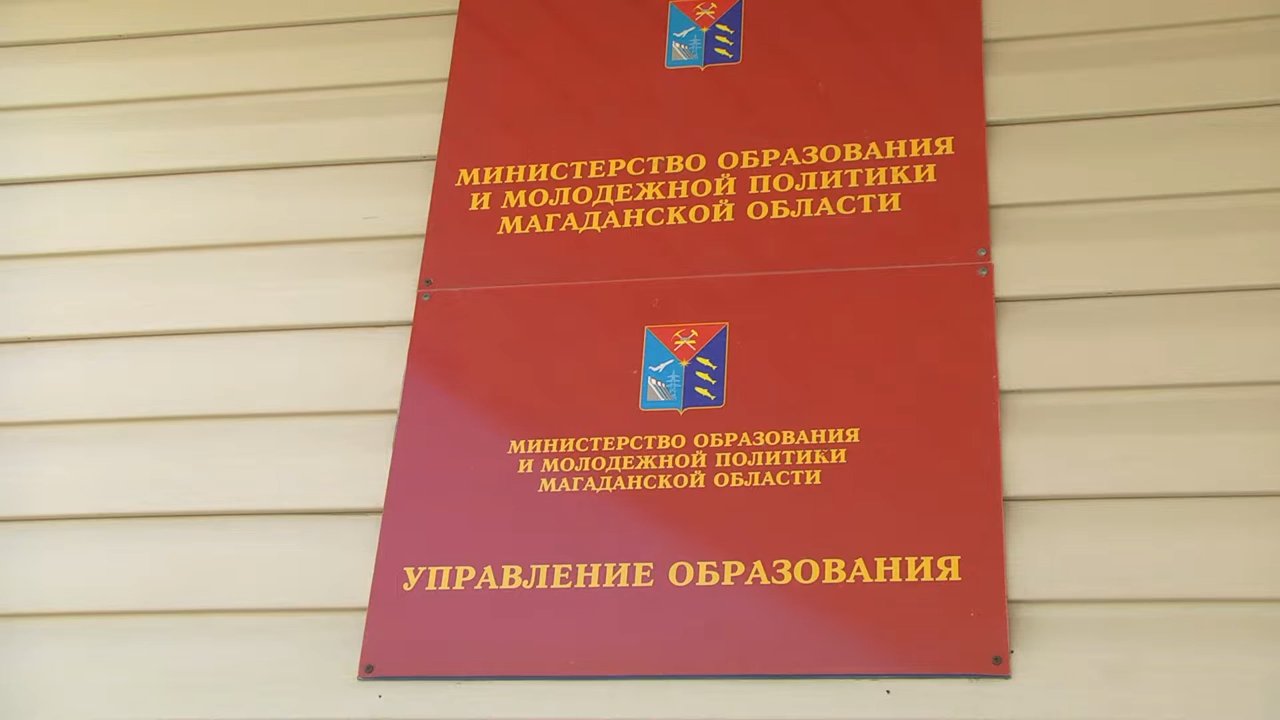 МИНИСТЕРСТВО ОБРАЗОВАНИЯ
И МОЛОДЕЖНОЙ ПОЛИТИКИ
МАГАДАНСКОЙ ОБЛАСТИ
МИНИСТЕРСТВО ОБРАЗОВАНИЯ
И МОЛОДЕЖНОЙ ПОЛИТИКИ
МАГАДАНСКОЙ ОБЛАСТИ
УПРАВЛЕНИЕ ОБРАЗОВАНИЯ